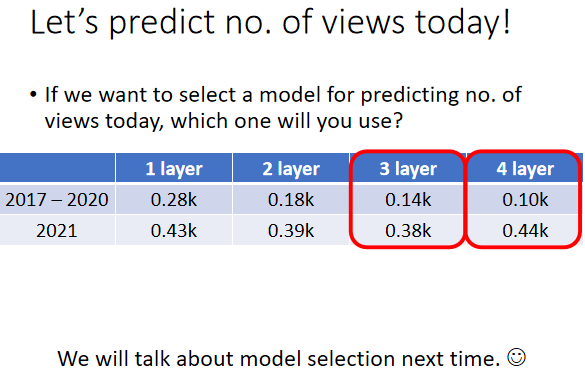 Let's predict no. of views today!
• If we want to select a model for predicting no. of
views today, which one will you use?
1 layer 2 layer 3 layer 4 layer
2017 – 2020 0.28k 0.18k 0.14k 0.10k
2021 0.43k 0.39k 0.38k 0.44k
We will talk about model selection next time. ☺